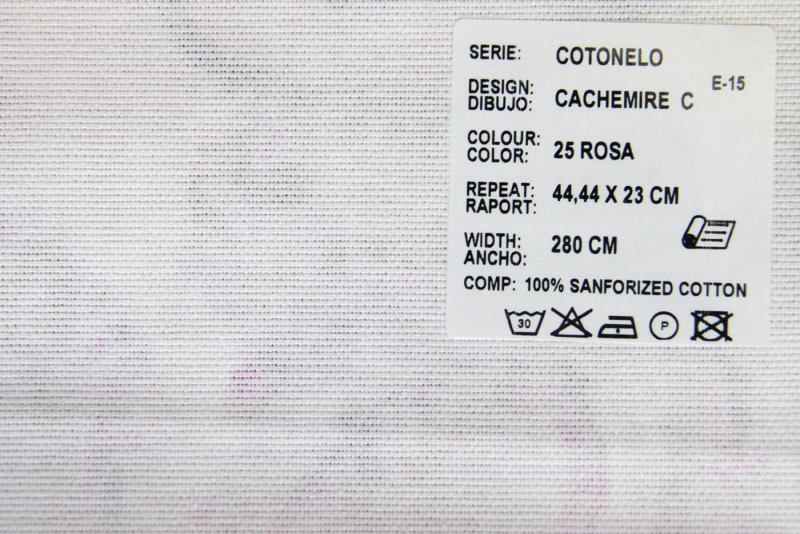 SERIE: COTONELO
E-15
DESIGN:
DIBUJO: CACHEMIRE C
COLOUR:
COLOR: 25 ROSA
REPEAT: 44,44 X 23 CM
RAPORT:
WIDTH: 280 CM
ANCHO:
COMP: 100% SANFORIZED COTTON
30 P